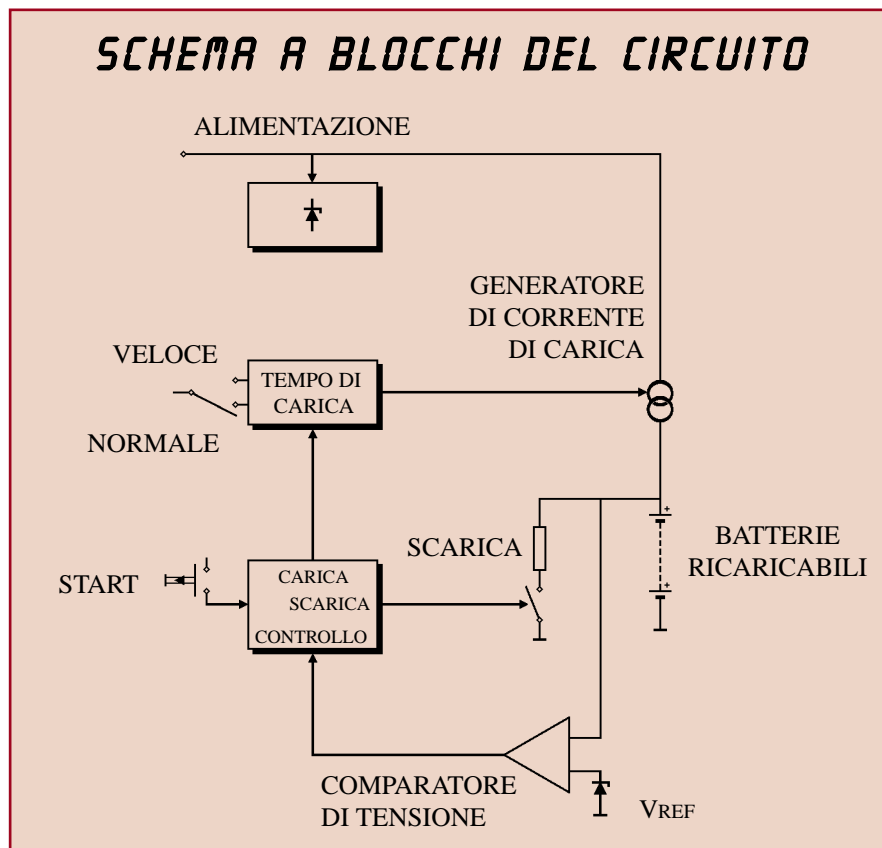 SCHEMA A BLOCCHI DEL CIRCUITO
ALIMENTAZIONE
GENERATORE
DI CORRENTE
DI CARICA
VELOCE
TEMPO DI
CARICA
NORMALE
SCARICA
BATTERIE
RICARICABILI
START
CARICA
SCARICA
CONTROLLO
COMPARATORE
DI TENSIONE
VREF
+
+